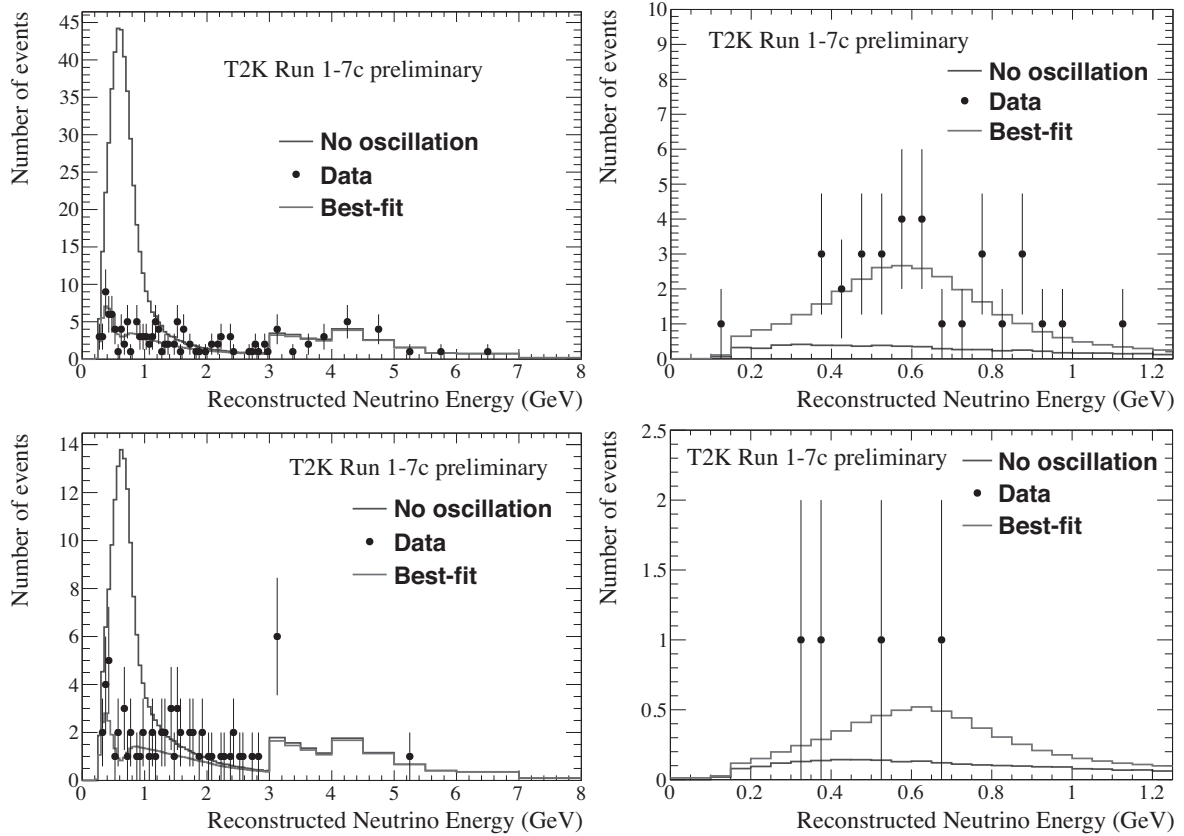 Number of events
45
40
35
30
25
20
15
10
5
0
T2K Run 1-7c preliminary
No oscillation
Data
Best-fit
0 1 2 3 4 5 6 7 8
Reconstructed Neutrino Energy (GeV)
Number of events
10
9
8
7
6
5
4
3
2
1
0
T2K Run 1-7c preliminary
No oscillation
Data
Best-fit
0 0.2 0.4 0.6 0.8 1 1.2
Reconstructed Neutrino Energy (GeV)
Number of events
14
12
10
8
6
4
2
0
T2K Run 1-7c preliminary
No oscillation
Data
Best-fit
0 1 2 3 4 5 6 7 8
Reconstructed Neutrino Energy (GeV)
Number of events
2.5
2
1.5
1
0.5
0
T2K Run 1-7c preliminary
No oscillation
Data
Best-fit
0 0.2 0.4 0.6 0.8 1 1.2
Reconstructed Neutrino Energy (GeV)